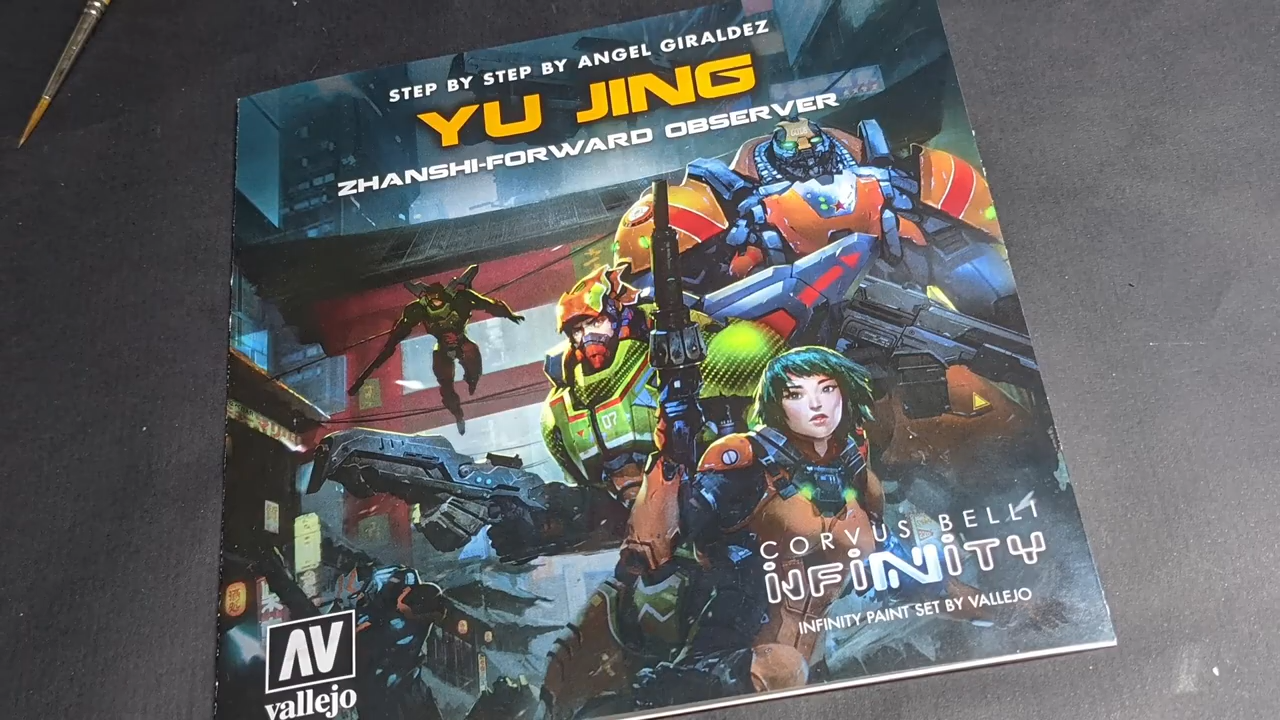 STEP BY STEP BY ANGEL GIRALDEZ
YU JING
ZHANSHI-FORWARD OBSERVER
07
CORVUS BELLI
INFINITY
INFINITY PAINT SET BY VALLEJO
AV
vallejo